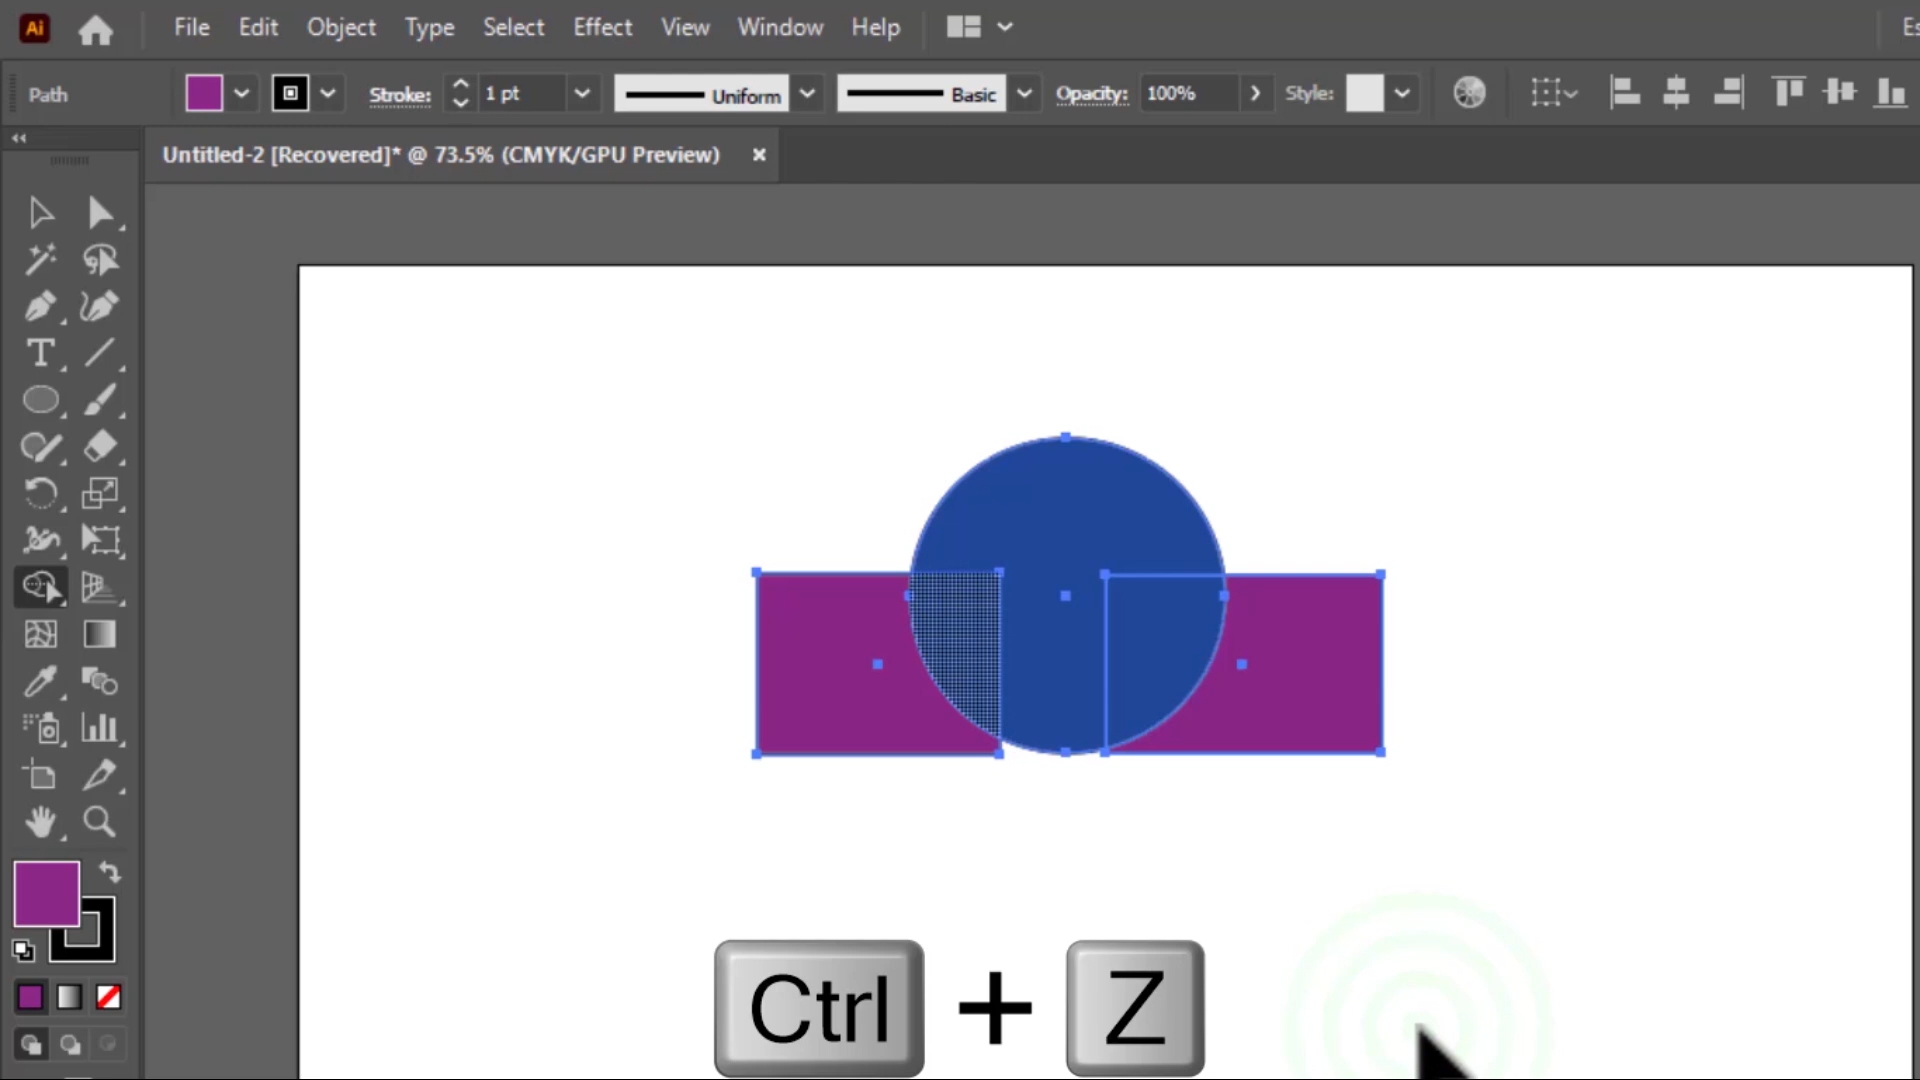 Ai File Edit Object Type Select Effect View Window Help Es
Path Stroke: 1 pt Uniform Basic Opacity: 100% Style:
Untitled-2 [Recovered]* @ 73.5% (CMYK/GPU Preview) ×
Ctrl + Z